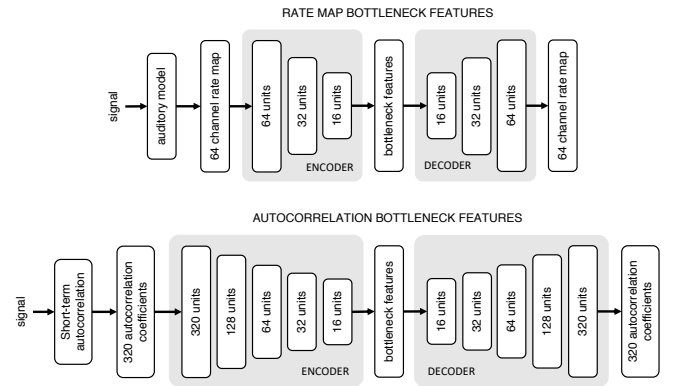 RATE MAP BOTTLENECK FEATURES
signal
auditory model
64 channel rate map
64 units
32 units
16 units
ENCODER
bottleneck features
16 units
32 units
64 units
DECODER
64 channel rate map
AUTOCORRELATION BOTTLENECK FEATURES
signal
Short-term
autocorrelation
320 autocorrelation
coefficients
320 units
128 units
64 units
32 units
16 units
ENCODER
bottleneck features
16 units
32 units
64 units
128 units
320 units
DECODER
320 autocorrelation
coefficients